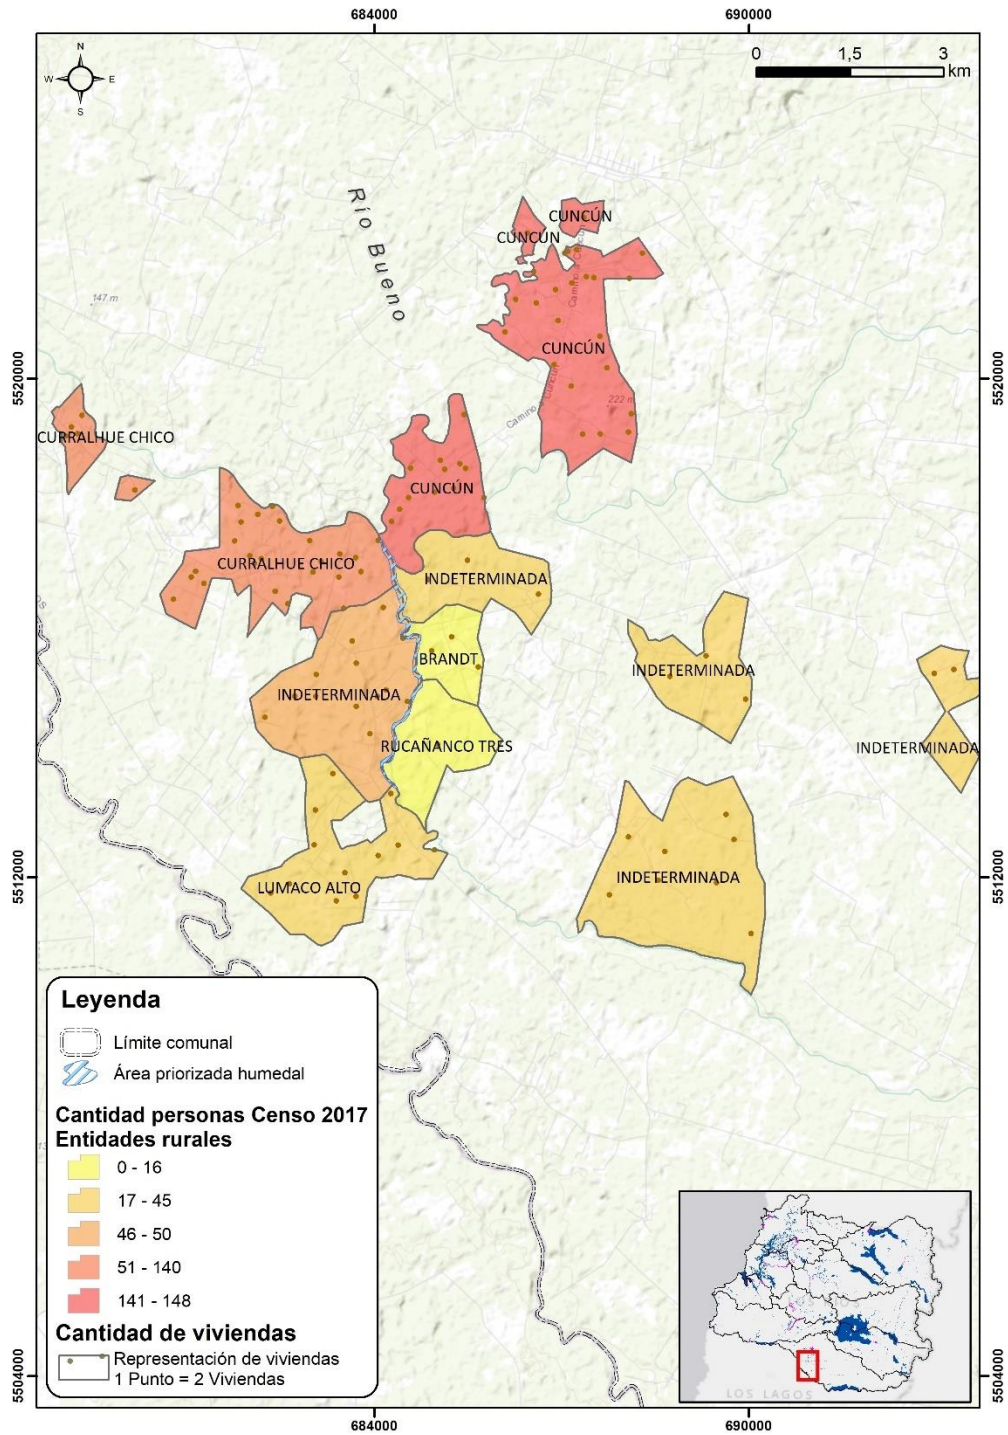 684000
690000
N
W
E
S
0
1,5
3
km
Río Bueno
CUNCÚN
CUNCÚN
Camino a Cuncún
147 m
CUNCÚN
5520000
5520000
222 m
Camino a Cuncún
CURRALHUE CHICO
CUNCÚN
CURRALHUE CHICO
INDETERMINADA
BRANDT
INDETERMINADA
INDETERMINADA
RUCAÑANCO TRES
INDETERMINADA
5512000
5512000
LUMACO ALTO
INDETERMINADA
Leyenda
Límite comunal
Área priorizada humedal
Cantidad personas Censo 2017
Entidades rurales
0 - 16
17 - 45
46 - 50
51 - 140
141 - 148
Cantidad de viviendas
Representación de viviendas
1 Punto = 2 Viviendas
LOS LAGOS
5504000
5504000
684000
690000